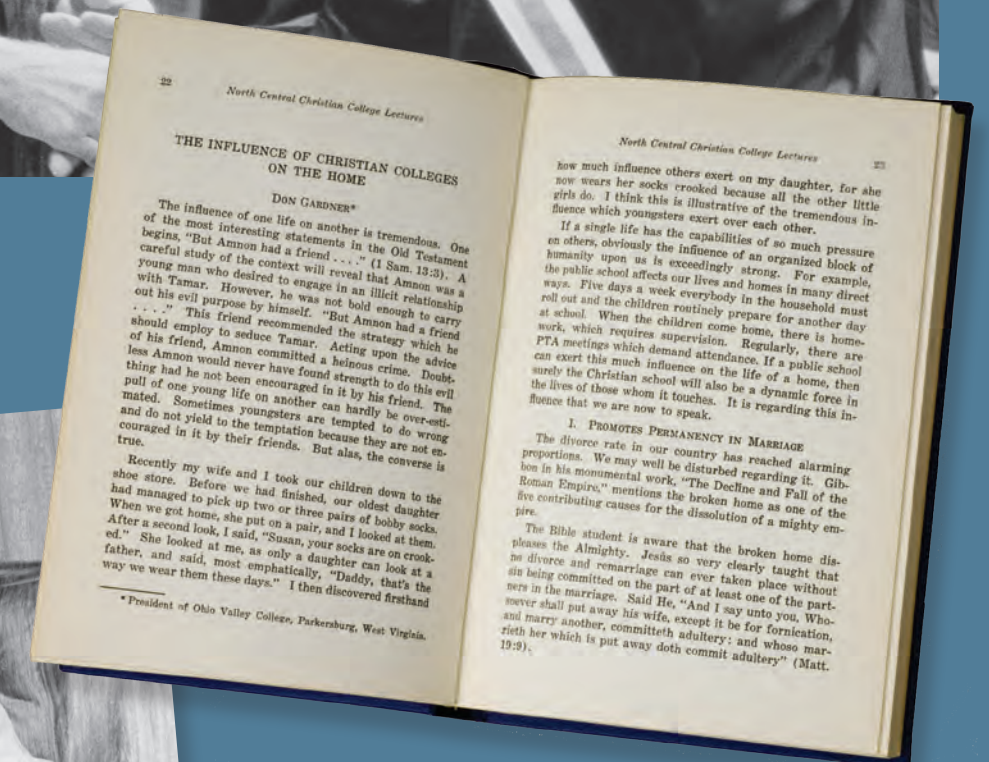 22
North Central Christian College Lectures
THE INFLUENCE OF CHRISTIAN COLLEGES
ON THE HOME
DON GARDNER*
The influence of one life on another is tremendous. One
of the most interesting statements in the Old Testament
begins, "But Amnon had a friend . . . ." (1 Sam. 13:3). A
careful study of the context will reveal that Amnon was a
young man who desired to engage in an illicit relationship
with Tamar. However, he was not bold enough to carry
out his evil purpose by himself. "But Amnon had a friend
. . . ." This friend recommended the strategy which he
should employ to seduce Tamar. Acting upon the advice
of his friend, Amnon committed a heinous crime. Doubt-
less Amnon would never have found strength to do this evil
thing had he not been encouraged in it by his friend. The
pull of one young life on another can hardly be over-esti-
mated. Sometimes youngsters are tempted to do wrong
and do not yield to the temptation because they are not en-
couraged in it by their friends. But alas, the converse is
true.
Recently my wife and I took our children down to the
shoe store. Before we had finished, our oldest daughter
had managed to pick up two or three pairs of bobby socks.
When we got home, she put on a pair, and I looked at them.
After a second look, I said, "Susan, your socks are on crook-
ed." She looked at me, as only a daughter can look at a
father, and said, most emphatically, "Daddy, that's the
way we wear them these days." I then discovered firsthand
*President of Ohio Valley College, Parkersburg, West Virginia.
North Central Christian College Lectures
23
how much influence others exert on my daughter, for she
now wears her socks crooked because all the other little
girls do. I think this is illustrative of the tremendous in-
fluence which youngsters exert over each other.
If a single life has the capabilities of so much pressure
on others, obviously the influence of an organized block of
humanity upon us is exceedingly strong. For example,
the public school affects our lives and homes in many direct
ways. Five days a week everybody in the household must
roll out and the children routinely prepare for another day
at school. When the children come home, there is home-
work, which requires supervision. Regularly, there are
PTA meetings which demand attendance. If a public school
can exert this much influence on the life of a home, then
surely the Christian school will also be a dynamic force in
the lives of those whom it touches. It is regarding this in-
fluence that we are now to speak.
I. PROMOTES PERMANENCY IN MARRIAGE
The divorce rate in our country has reached alarming
proportions. We may well be disturbed regarding it. Gib-
bon in his monumental work, "The Decline and Fall of the
Roman Empire," mentions the broken home as one of the
five contributing causes for the dissolution of a mighty em-
pire.
The Bible student is aware that the broken home dis-
pleases the Almighty. Jesus so very clearly taught that
no divorce and remarriage can ever taken place without
sin being committed on the part of at least one of the part-
ners in the marriage. Said He, "And I say unto you, Who-
soever shall put away his wife, except it be for fornication,
and marry another, committeth adultery: and whoso mar-
rieth her which is put away doth commit adultery" (Matt.
19:9).